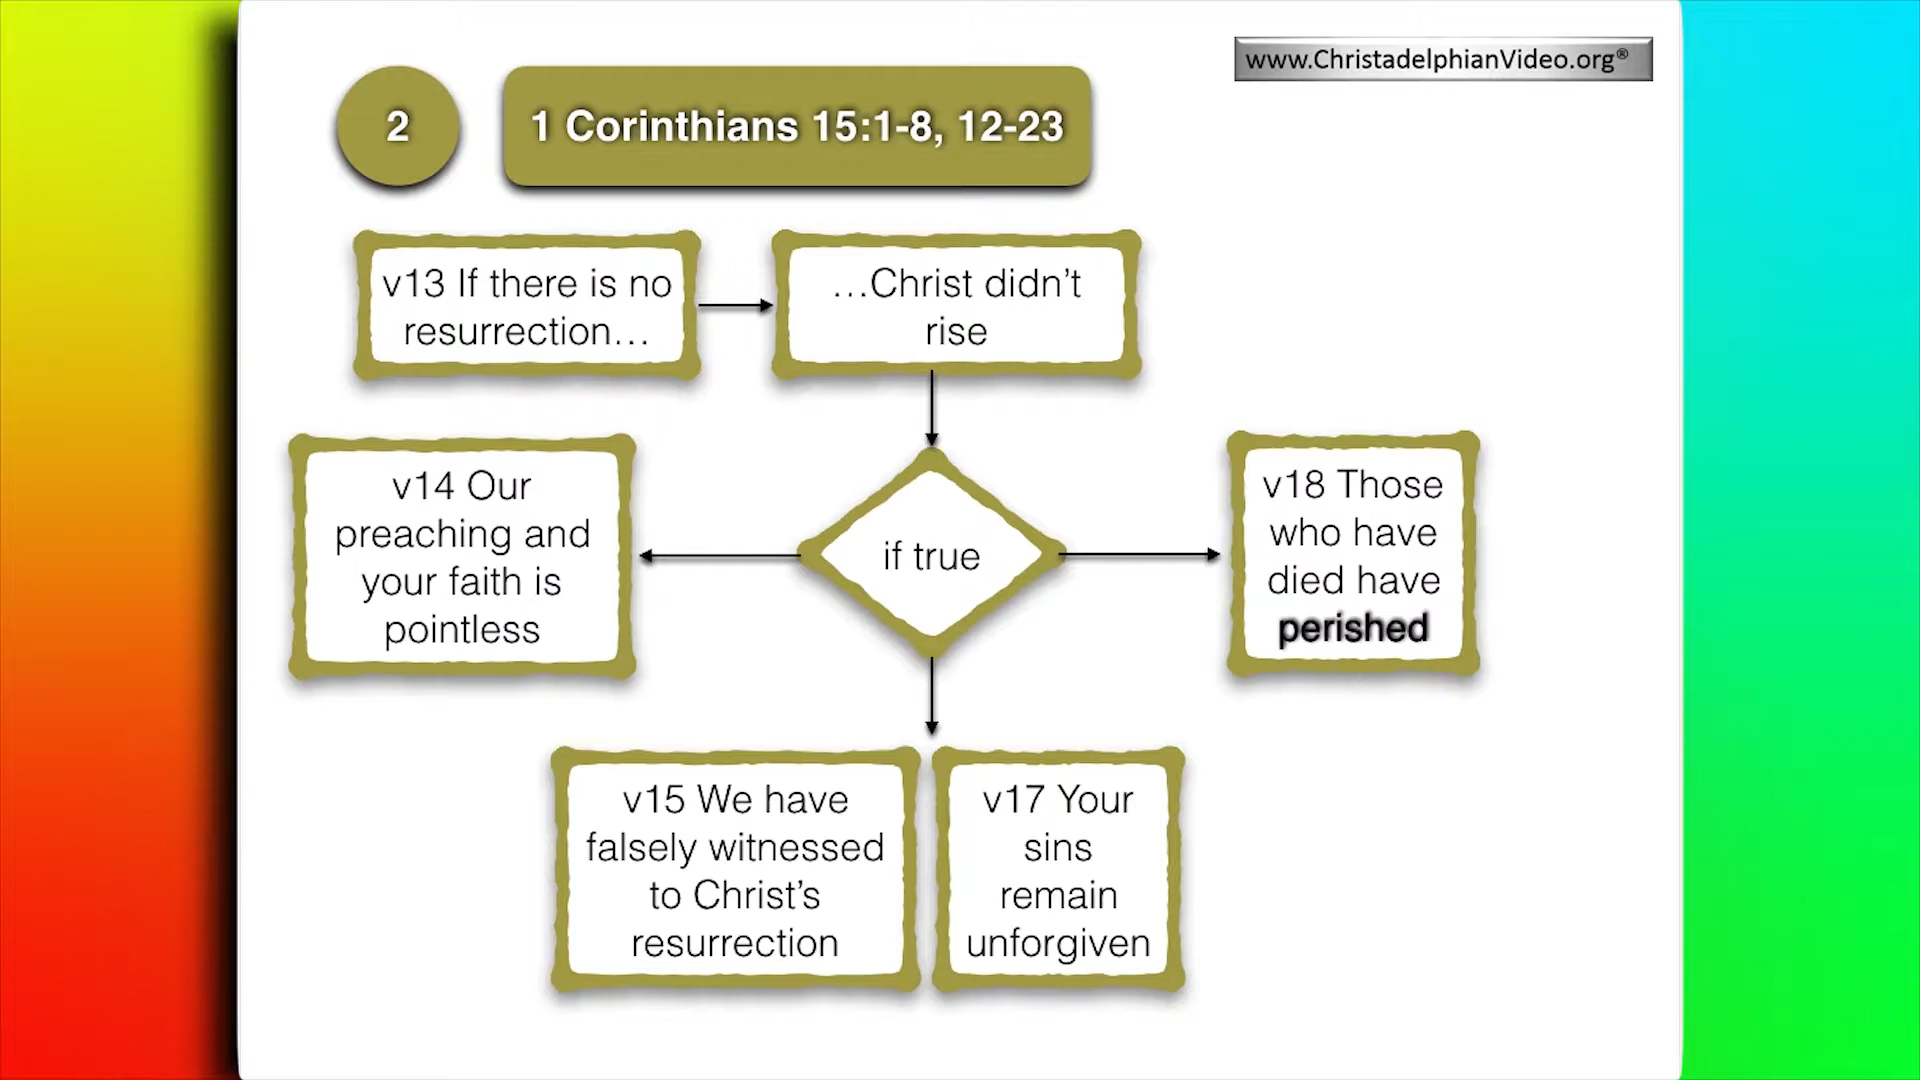 www.ChristadelphianVideo.org®
2
1 Corinthians 15:1-8, 12-23
v13 If there is no
resurrection…
…Christ didn't
rise
v14 Our
preaching and
your faith is
pointless
if true
v18 Those
who have
died have
perished
v15 We have
falsely witnessed
to Christ's
resurrection
v17 Your
sins
remain
unforgiven